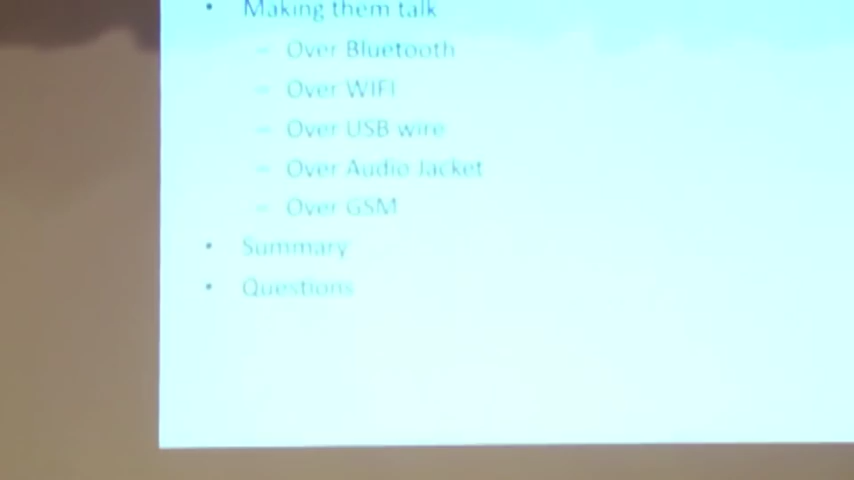 • Making them talk
– Over Bluetooth
– Over WIFI
– Over USB wire
– Over Audio Jacket
– Over GSM
• Summary
• Questions